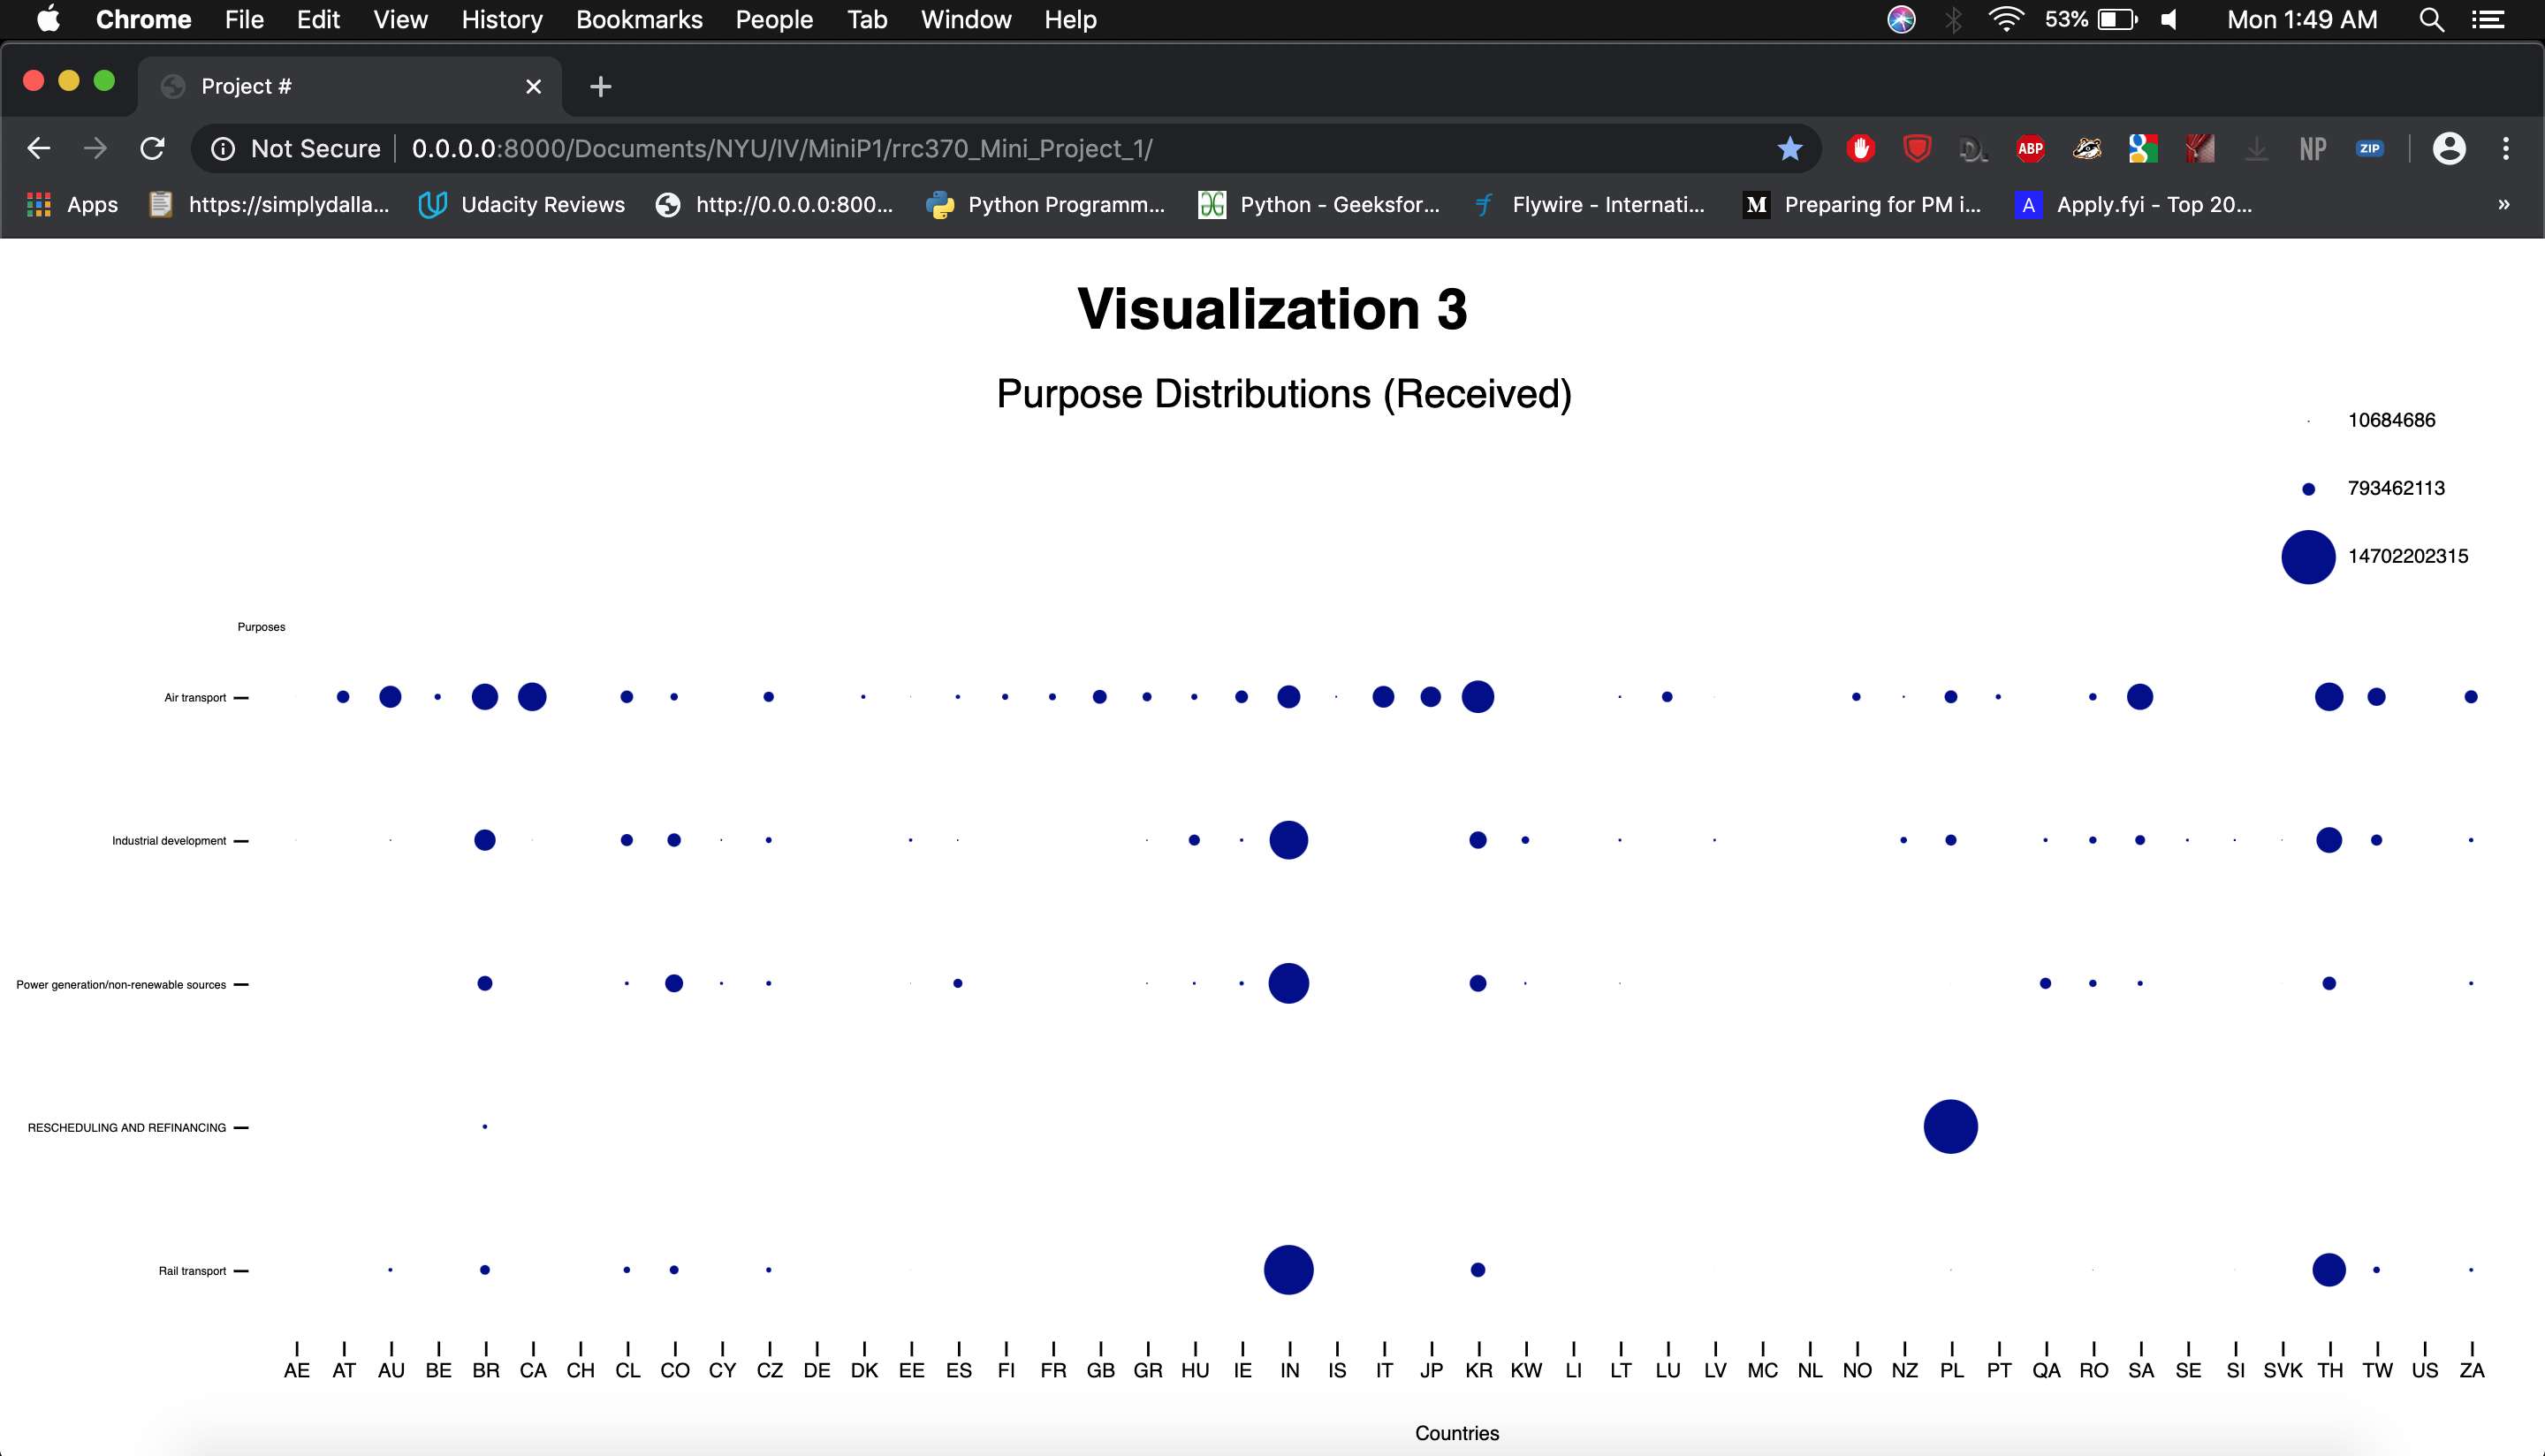 Chrome File Edit View History Bookmarks People Tab Window Help 53% Mon 1:49 AM
Project #
Not Secure 0.0.0.0:8000/Documents/NYU/IV/MiniP1/rrc370_Mini_Project_1/ ABP NP ZIP
Apps https://simplydalla... Udacity Reviews http://0.0.0.0:800... Python Programm... Python - Geeksfor... Flywire - Internati... M Preparing for PM i... A Apply.fyi - Top 20... »
Visualization 3
Purpose Distributions (Received)
10684686
793462113
14702202315
Purposes
Air transport
Industrial development
Power generation/non-renewable sources
RESCHEDULING AND REFINANCING
Rail transport
AE AT AU BE BR CA CH CL CO CY CZ DE DK EE ES FI FR GB GR HU IE IN IS IT JP KR KW LI LT LU LV MC NL NO NZ PL PT QA RO SA SE SI SVK TH TW US ZA
Countries